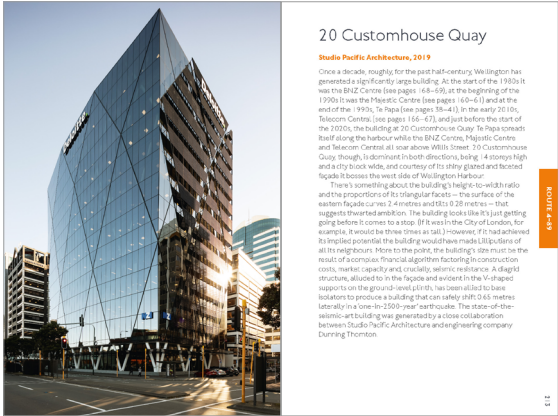 20 Customhouse Quay
Studio Pacific Architecture, 2019
Once a decade, roughly, for the past half-century, Wellington has
generated a significantly large building. At the start of the 1980s it
was the BNZ Centre (see pages 168–69), at the beginning of the
1990s it was the Majestic Centre (see pages 160–61) and at the
end of the 1990s, Te Papa (see pages 38–41). In the early 2010s,
Telecom Central (see pages 166–67), and just before the start of
the 2020s, the building at 20 Customhouse Quay. Te Papa spreads
itself along the harbour while the BNZ Centre, Majestic Centre
and Telecom Central all soar above Willis Street. 20 Customhouse
Quay, though, is dominant in both directions, being 14 storeys high
and a city block wide, and courtesy of its shiny glazed and faceted
façade it bosses the west side of Wellington Harbour.
There's something about the building's height-to-width ratio
and the proportions of its triangular facets — the surface of the
eastern façade curves 2.4 metres and tilts 0.28 metres — that
suggests thwarted ambition. The building looks like it's just getting
going before it comes to a stop. (If it was in the City of London, for
example, it would be three times as tall.) However, if it had achieved
its implied potential the building would have made Lilliputians of
all its neighbours. More to the point, the building's size must be the
result of a complex financial algorithm factoring in construction
costs, market capacity and, crucially, seismic resistance. A diagrid
structure, alluded to in the façade and evident in the V-shaped
supports on the ground-level plinth, has been allied to base
isolators to produce a building that can safely shift 0.65 metres
laterally in a 'one-in-2500-year' earthquake. The state-of-the-
seismic-art building was generated by a close collaboration
between Studio Pacific Architecture and engineering company
Dunning Thornton.
ROUTE 4–89
213